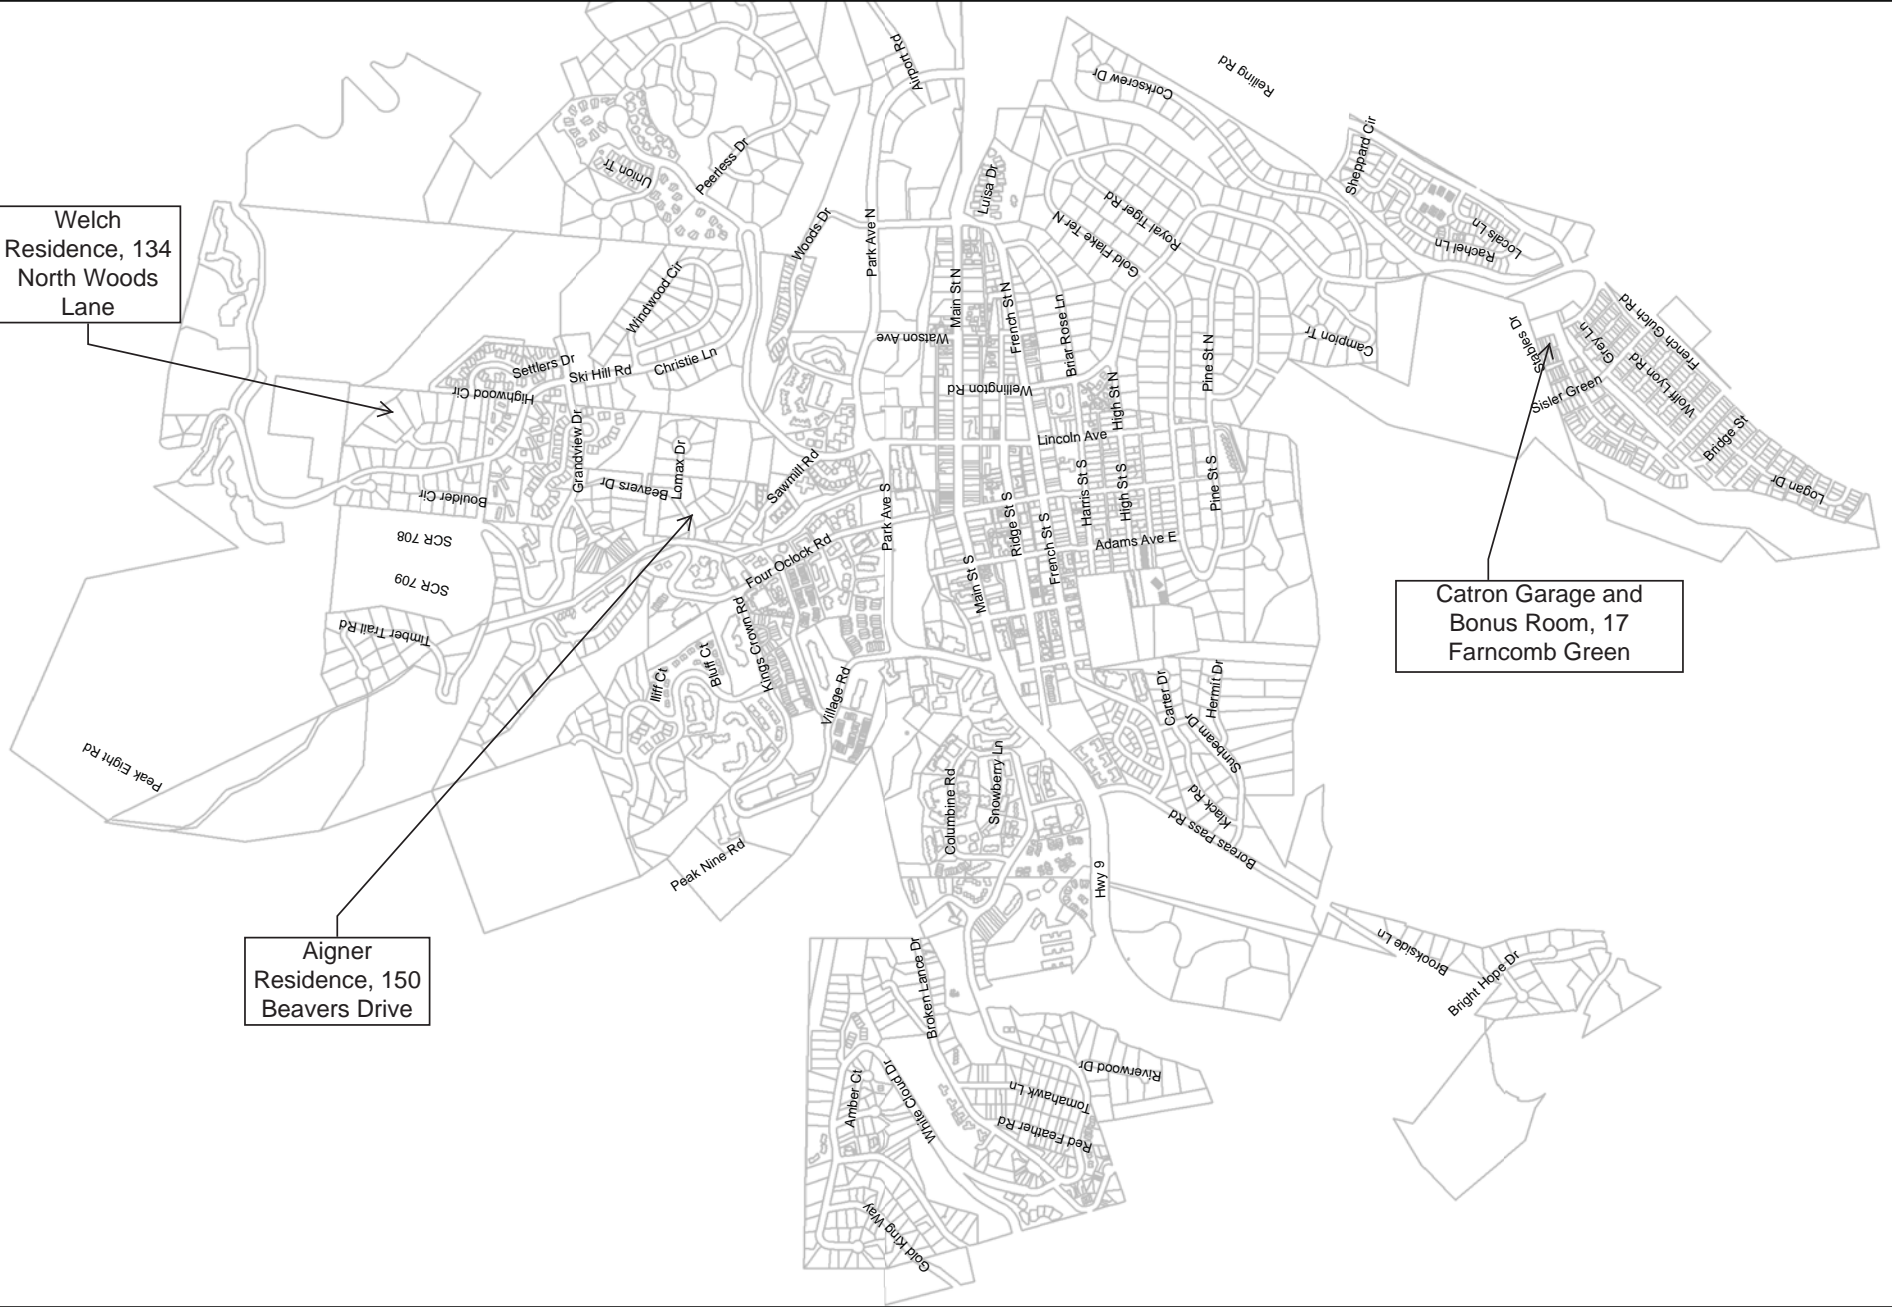 Airport Rd
Reiling Rd
Corkscrew Dr
Sheppard Cir
Union Tr
Peerless Dr
Luisa Dr
Woods Dr
Park Ave N
Royal Tiger Rd
Gold Flake Ter N
Locals Ln
Rachel Ln
Welch
Residence, 134
North Woods
Lane
Windwood Cir
Main St N
French St N
Briar Rose Ln
Watson Ave
Pine St N
Campion Tr
Stables Dr
Grey Ln
French Gulch Rd
Wolff Lyon Rd
Sisler Green
Settlers Dr
Ski Hill Rd
Christie Ln
Highwood Cir
Wellington Rd
High St N
Lincoln Ave
Bridge St
Logan Dr
Grandview Dr
Lomax Dr
Beavers Dr
Sawmill Rd
Boulder Cir
Park Ave S
Ridge St S
French St S
Harris St S
High St S
Pine St S
Adams Ave E
SCR 708
SCR 709
Four Oclock Rd
Main St S
Catron Garage and
Bonus Room, 17
Farncomb Green
Timber Trail Rd
Kings Crown Rd
Bluff Ct
Iliff Ct
Village Rd
Carter Dr
Hermit Dr
Sunbeam Dr
Peak Eight Rd
Columbine Rd
Snowberry Ln
Klack Rd
Boreas Pass Rd
Peak Nine Rd
Hwy 9
Aigner
Residence, 150
Beavers Drive
Broken Lance Dr
Brookside Ln
Bright Hope Dr
Amber Ct
White Cloud Dr
Riverwood Dr
Tomahawk Ln
Red Feather Rd
Gold King Way